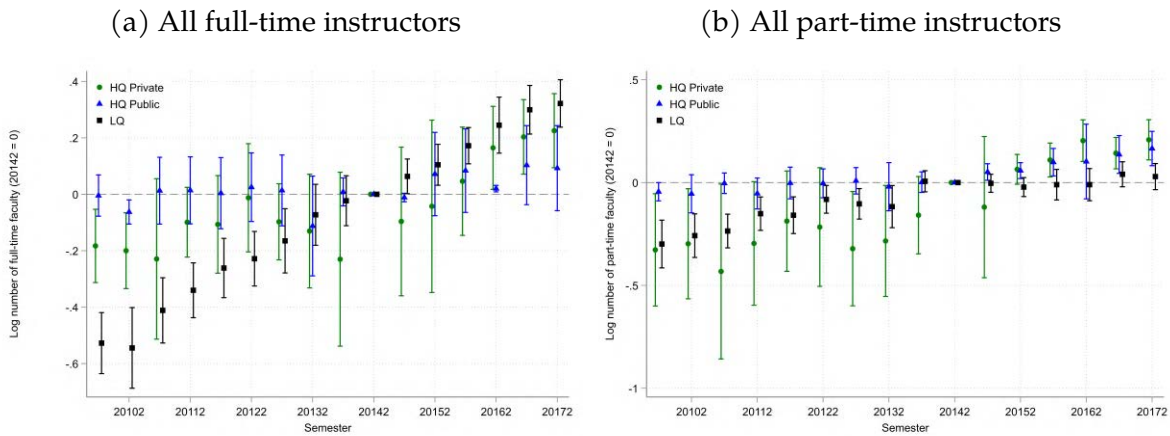 (a) All full-time instructors
HQ Private
HQ Public
LQ
.4
.2
0
-.2
-.4
-.6
Log number of full-time faculty (20142 = 0)
20102 20112 20122 20132 20142 20152 20162 20172
Semester
(b) All part-time instructors
HQ Private
HQ Public
LQ
.5
0
-.5
-1
Log number of part-time faculty (20142 = 0)
20102 20112 20122 20132 20142 20152 20162 20172
Semester